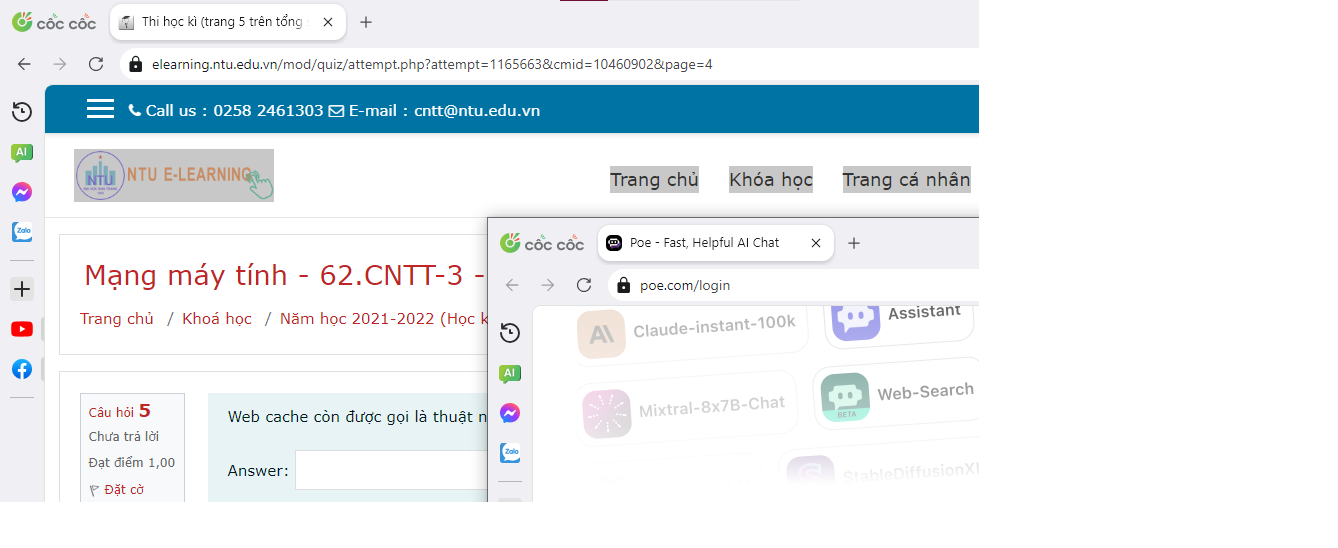 cốc cốc
Thi học kì (trang 5 trên tổng
elearning.ntu.edu.vn/mod/quiz/attempt.php?attempt=1165663&cmid=10460902&page=4
Call us : 0258 2461303 E-mail : cntt@ntu.edu.vn
AI
NTU
NTU E-LEARNING
Trang chủ Khóa học Trang cá nhân
Zalo
Mạng máy tính - 62.CNTT-3 -
Trang chủ / Khoá học / Năm học 2021-2022 (Học k
Câu hỏi 5
Chưa trả lời
Đạt điểm 1,00
Đặt cờ
Web cache còn được gọi là thuật n
Answer:
cốc cốc
Poe - Fast, Helpful AI Chat
poe.com/login
AI
Zalo
Claude-instant-100k
Assistant
Mixtral-8x7B-Chat
Web-Search
BETA
StableDiffusionXL